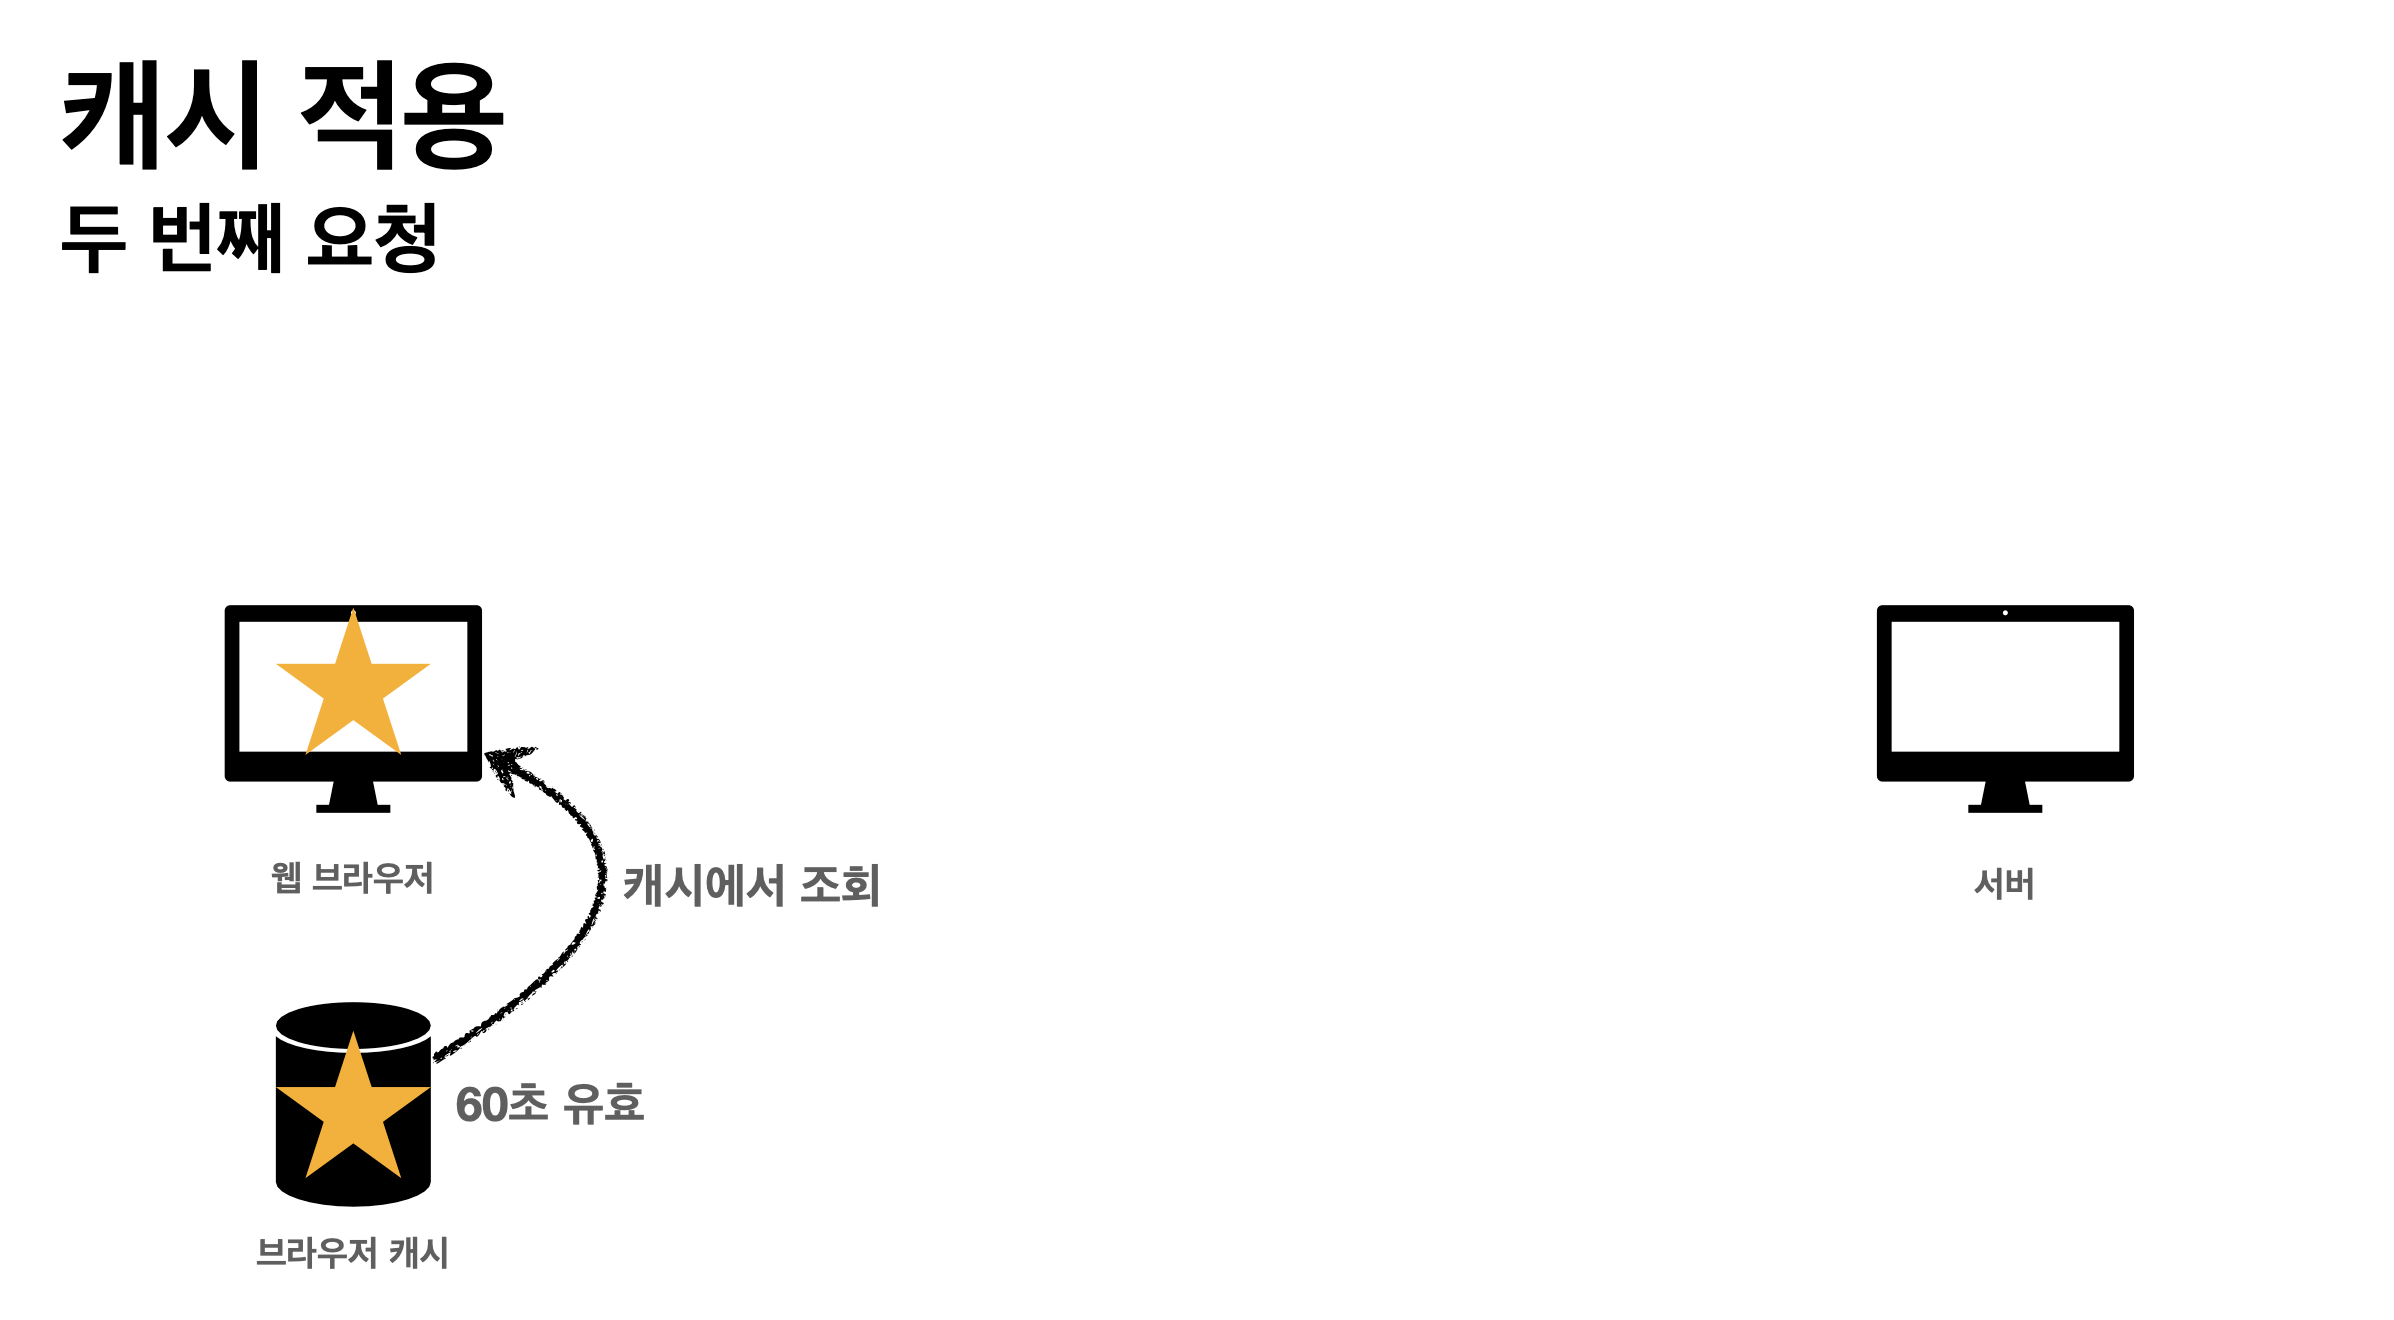 캐시 적용
두 번째 요청
웹 브라우저
캐시에서 조회
서버
60초 유효
브라우저 캐시